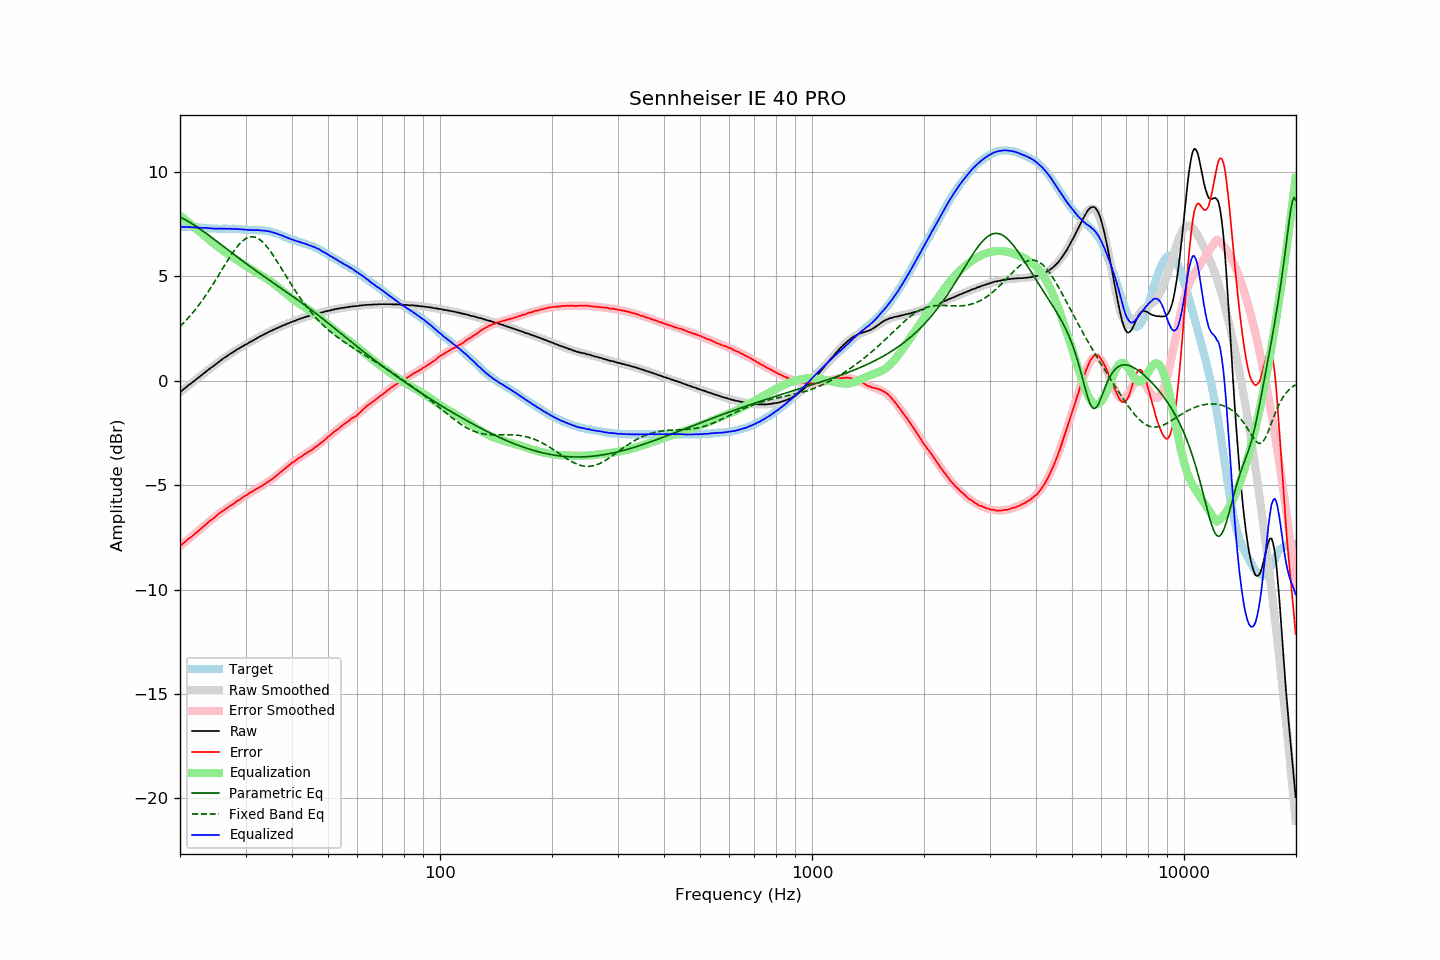 Sennheiser IE 40 PRO
Amplitude (dBr)
10
5
0
−5
−10
−15
−20
Target
Raw Smoothed
Error Smoothed
Raw
Error
Equalization
Parametric Eq
Fixed Band Eq
Equalized
100
1000
10000
Frequency (Hz)